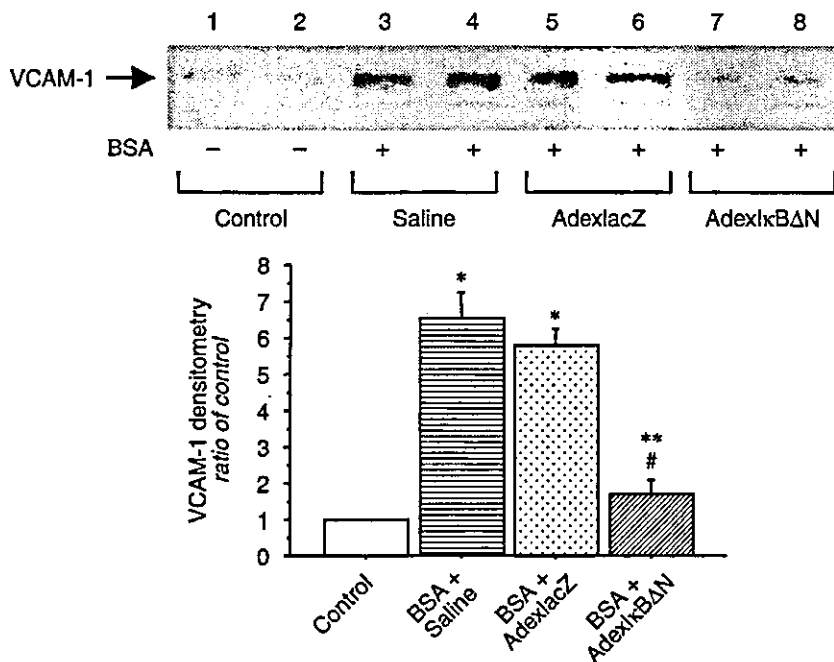 1 2 3 4 5 6 7 8
VCAM-1
BSA − − + + + + + +
Control Saline AdexlacZ AdexIκBΔN
VCAM-1 densitometry
ratio of control
8
7
6
5
4
3
2
1
0
* * ** #
Control
BSA +
Saline
BSA +
AdexlacZ
BSA +
AdexIκBΔN